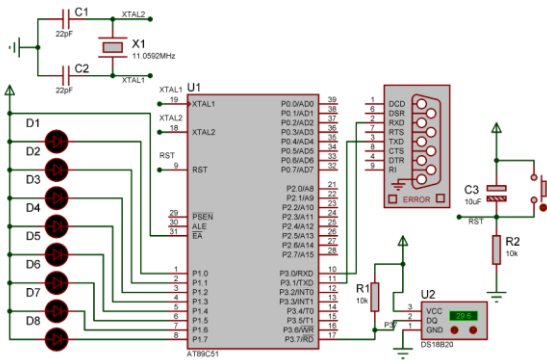 C1
22pF
XTAL2
X1
11.0592MHz
C2
22pF
XTAL1
U1
XTAL1
19 XTAL1
XTAL2
18 XTAL2
RST
9 RST
29 PSEN
30 ALE
31 EA
1 P1.0
2 P1.1
3 P1.2
4 P1.3
5 P1.4
6 P1.5
7 P1.6
8 P1.7
AT89C51
P0.0/AD0 39
P0.1/AD1 38
P0.2/AD2 37
P0.3/AD3 36
P0.4/AD4 35
P0.5/AD5 34
P0.6/AD6 33
P0.7/AD7 32
P2.0/A8 21
P2.1/A9 22
P2.2/A10 23
P2.3/A11 24
P2.4/A12 25
P2.5/A13 26
P2.6/A14 27
P2.7/A15 28
P3.0/RXD 10
P3.1/TXD 11
P3.2/INT0 12
P3.3/INT1 13
P3.4/T0 14
P3.5/T1 15
P3.6/WR 16
P3.7/RD 17
D1
D2
D3
D4
D5
D6
D7
D8
1 DCD
6 DSR
2 RXD
7 RTS
3 TXD
8 CTS
4 DTR
9 RI
ERROR
C3
10uF
RST
R2
10k
R1
10k
P37
U2
3 VCC
2 DQ
1 GND
DS18B20